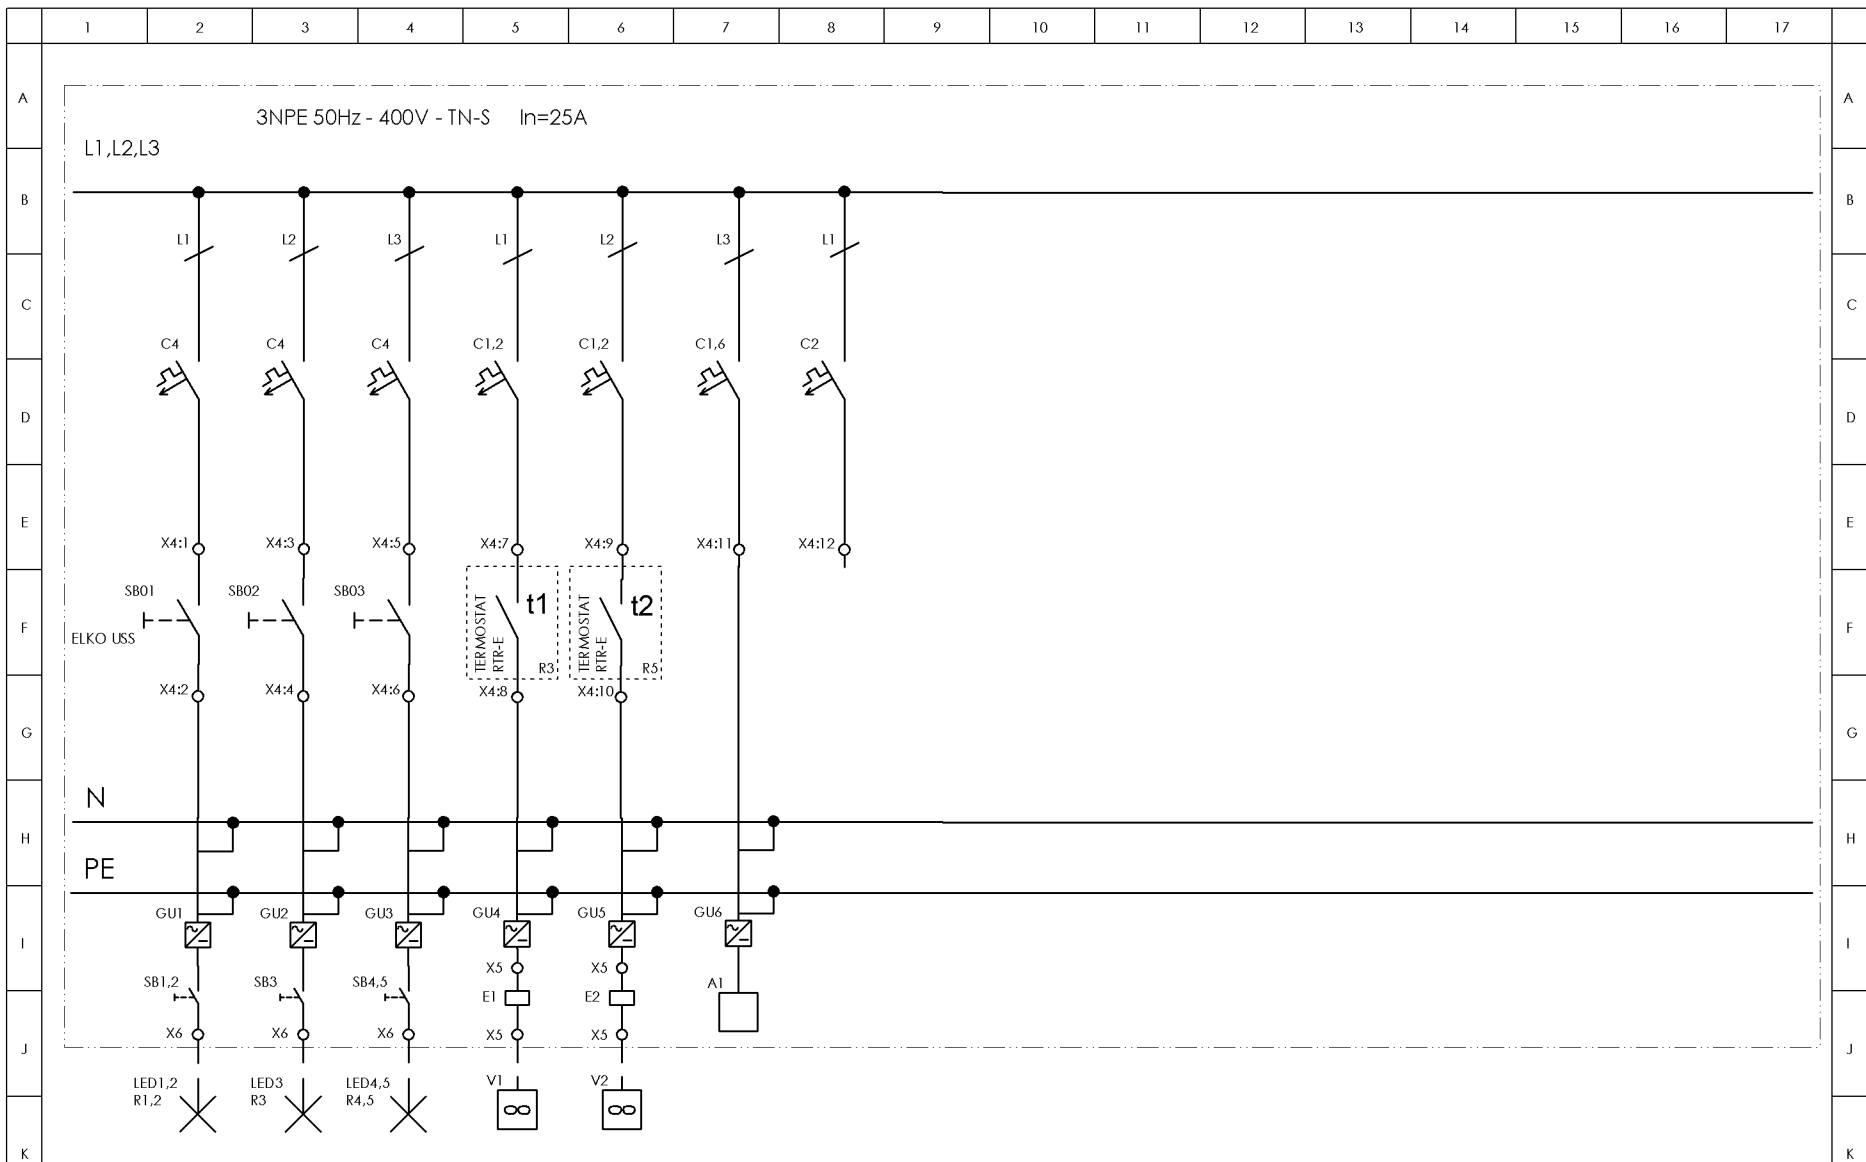 1 2 3 4 5 6 7 8 9 10 11 12 13 14 15 16 17
A A
3NPE 50Hz - 400V - TN-S In=25A
L1,L2,L3
B B
L1 L2 L3 L1 L2 L3 L1
C C
C4 C4 C4 C1,2 C1,2 C1,6 C2
D D
E E
X4:1 X4:3 X4:5 X4:7 X4:9 X4:11 X4:12
SB01 SB02 SB03
t1 t2
TERMOSTAT
RTR-E
TERMOSTAT
RTR-E
F F
ELKO USS
R3 R5
X4:2 X4:4 X4:6 X4:8 X4:10
G G
N
H H
PE
GU1 GU2 GU3 GU4 GU5 GU6
I I
X5 X5
SB1,2 SB3 SB4,5 A1
E1 E2
X6 X6 X6 X5 X5
J J
LED1,2 LED3 LED4,5 V1 V2
R1,2 R3 R4,5
K K